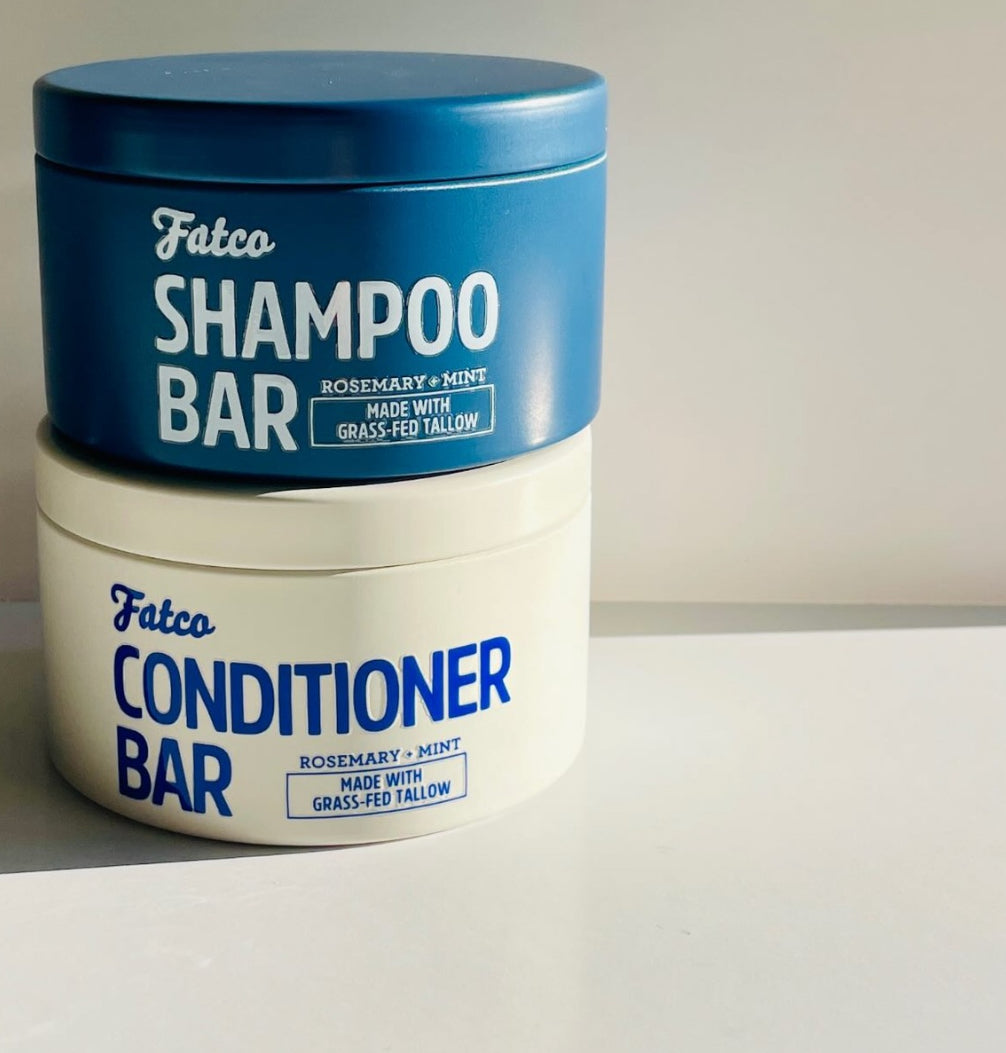 Fatco
SHAMPOO
BAR
ROSEMARY + MINT
MADE WITH
GRASS-FED TALLOW
Fatco
CONDITIONER
BAR
ROSEMARY + MINT
MADE WITH
GRASS-FED TALLOW